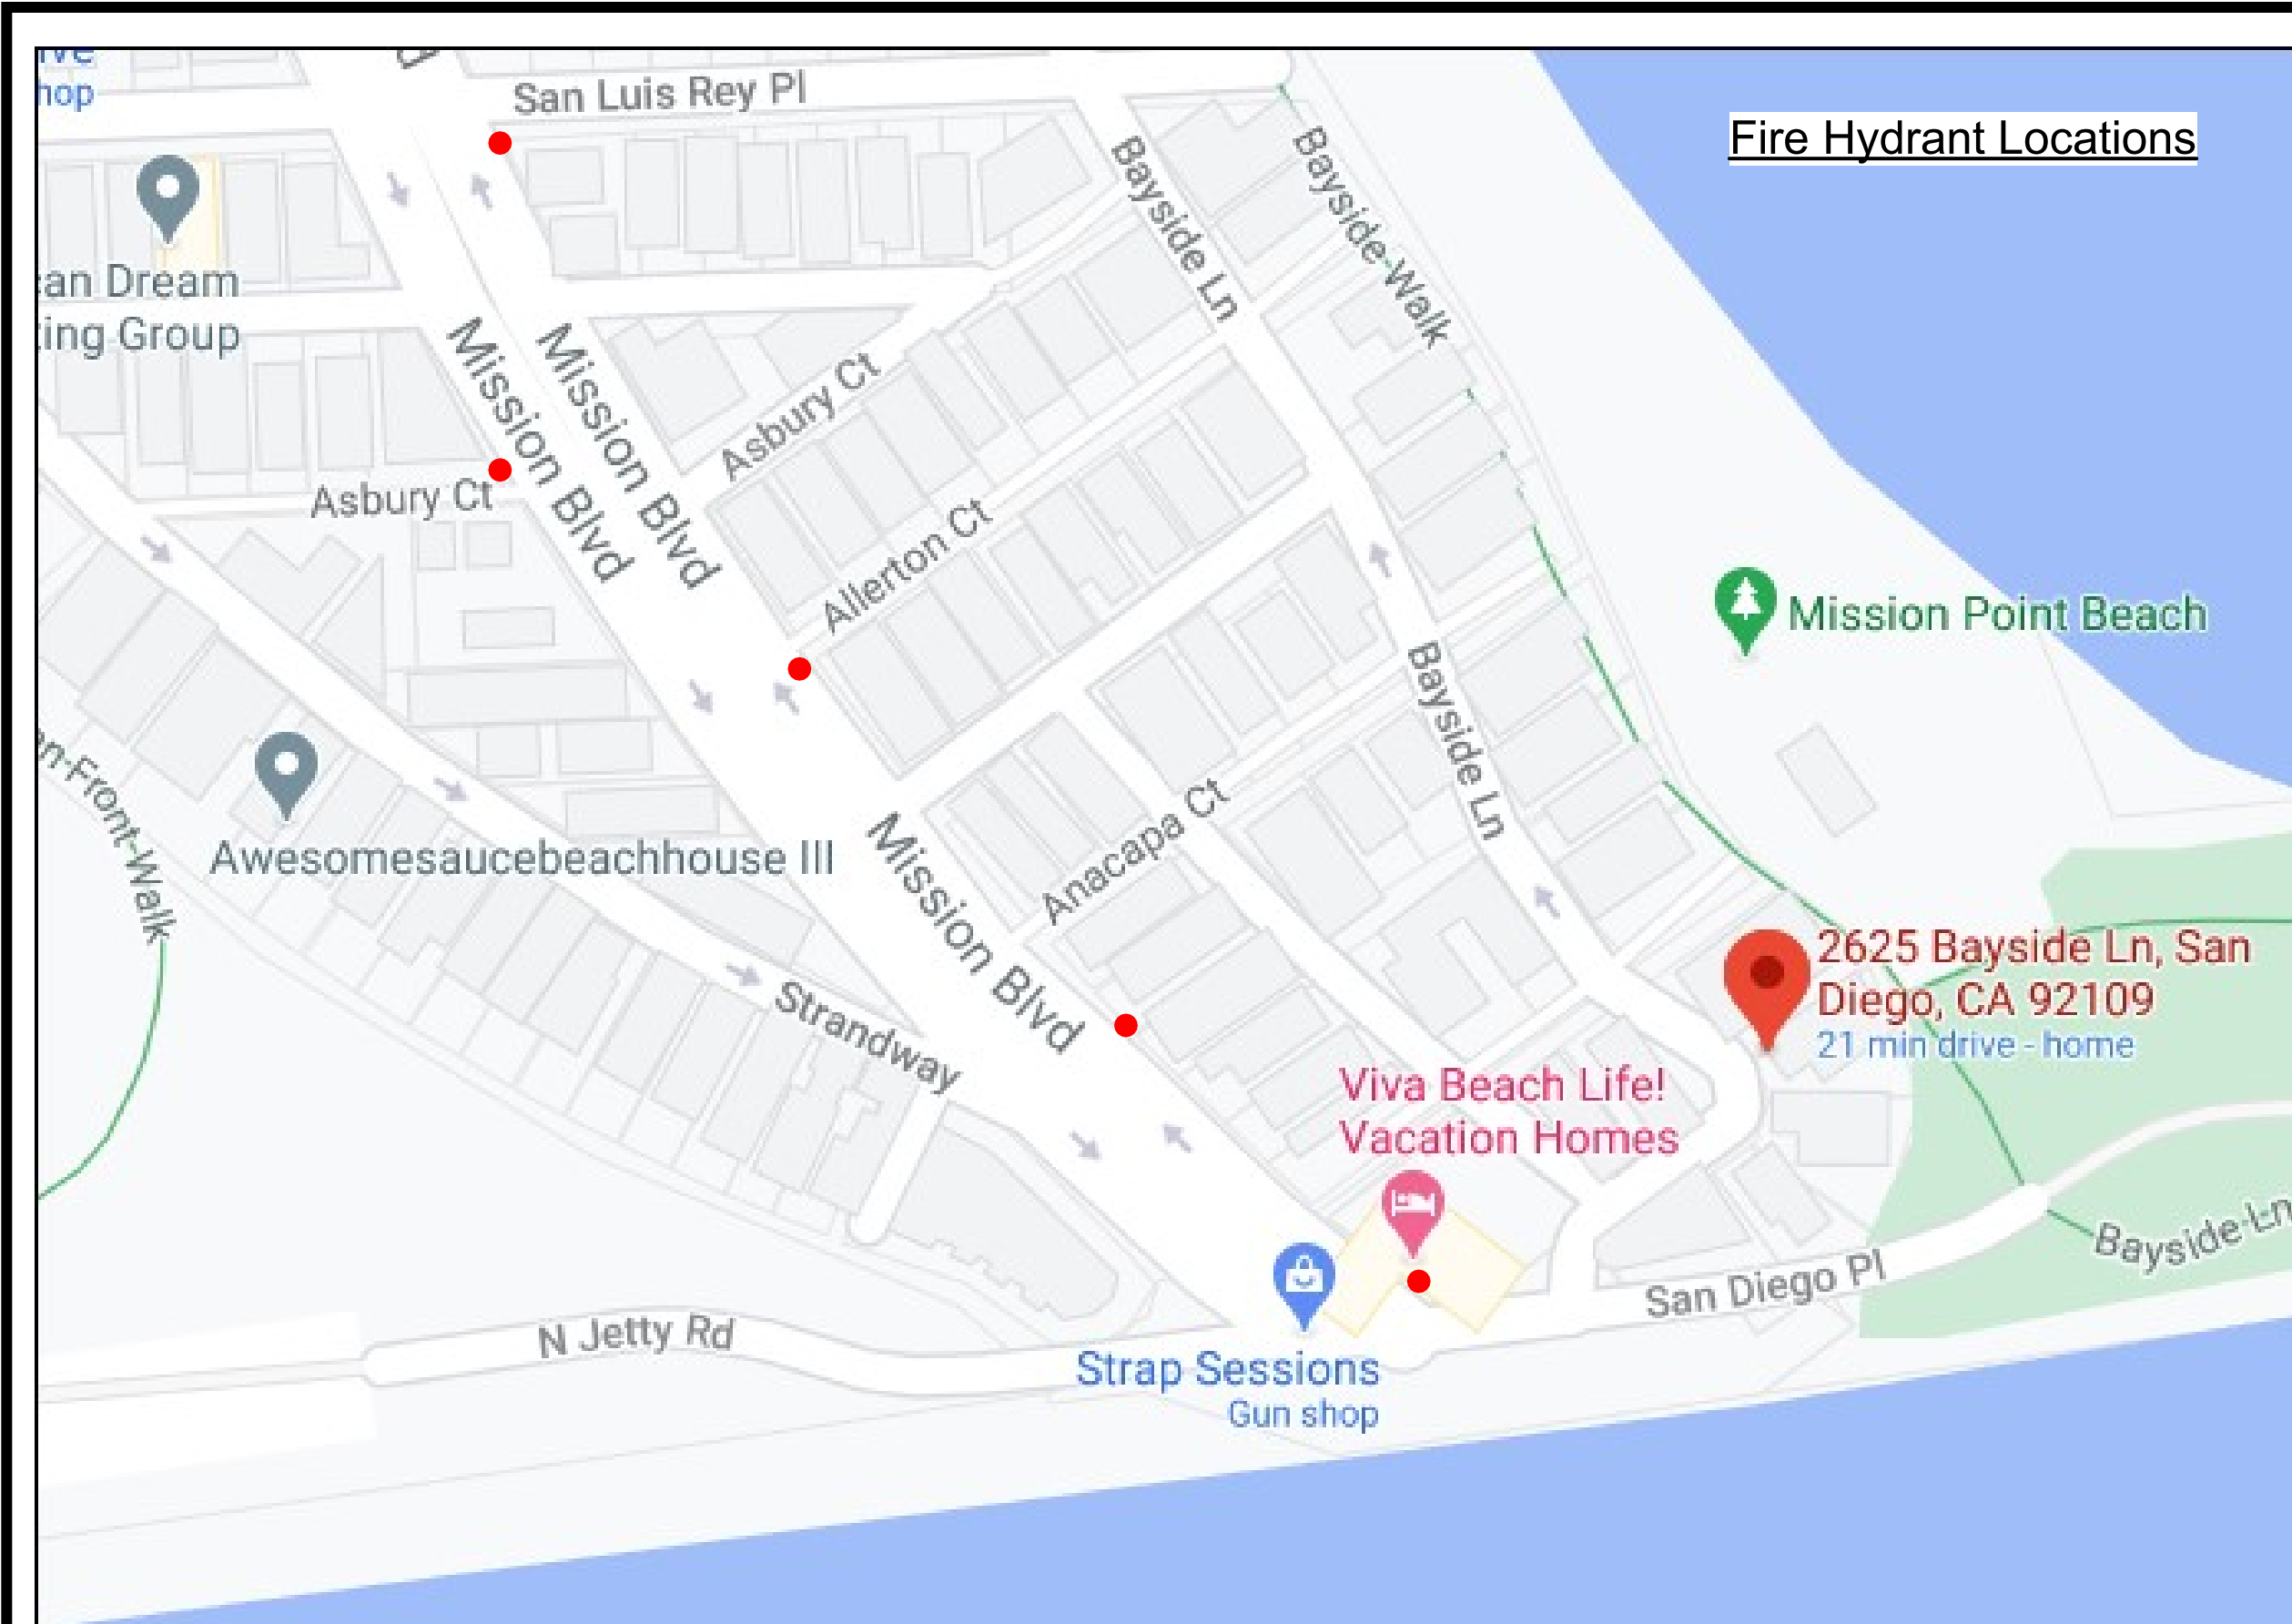 hop
San Luis Rey Pl
Fire Hydrant Locations
Bayside Ln
Bayside-Walk
an Dream
ing Group
Mission Blvd
Mission Blvd
Asbury Ct
Asbury Ct
Allerton Ct
Mission Point Beach
Bayside Ln
n-Front-Walk
Awesomesaucebeachhouse III
Anacapa Ct
Mission Blvd
2625 Bayside Ln, San
Diego, CA 92109
21 min drive - home
Strandway
Viva Beach Life!
Vacation Homes
Bayside-Ln
San Diego Pl
N Jetty Rd
Strap Sessions
Gun shop